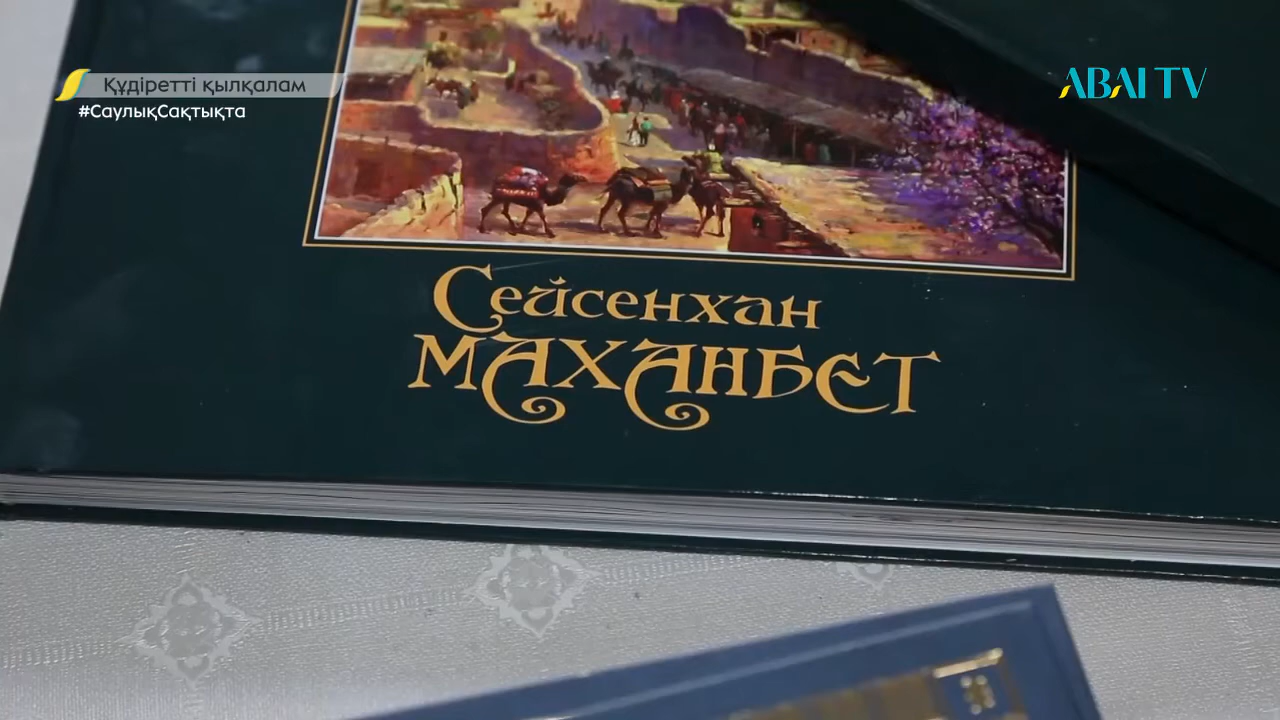 Құдіретті қылқалам
#СаулықСақтықта
ABAI TV
Сейсенхан
МАХАНБЕТ